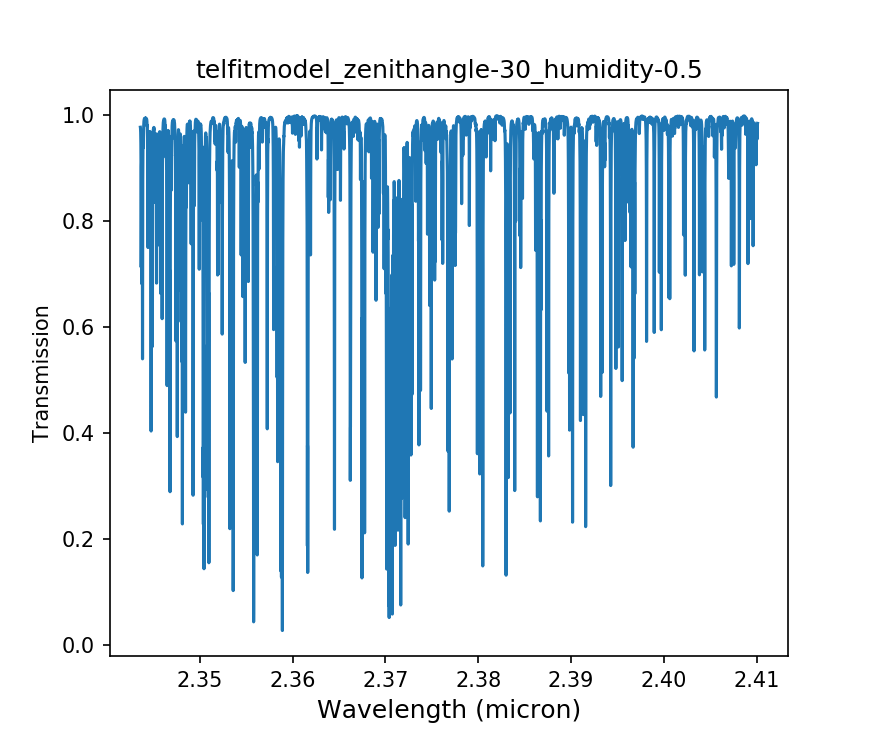 telfitmodel_zenithangle-30_humidity-0.5
1.0
0.8
0.6
0.4
0.2
0.0
Transmission
2.35 2.36 2.37 2.38 2.39 2.40 2.41
Wavelength (micron)